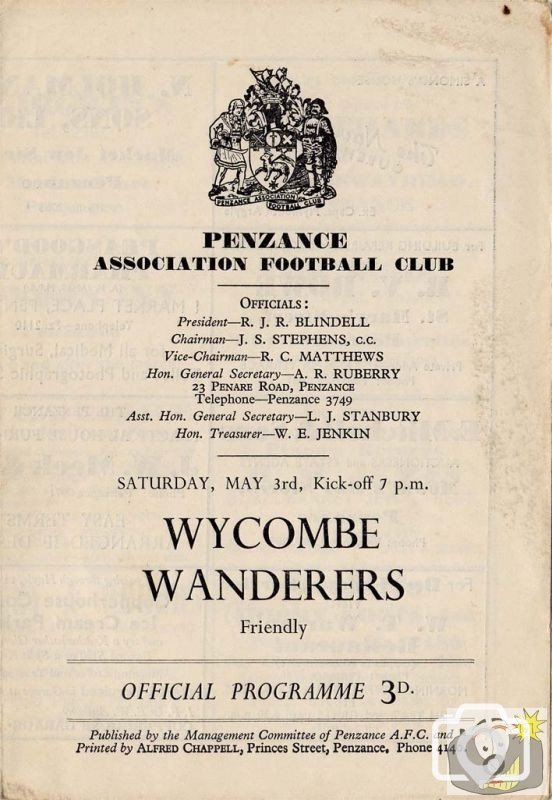 PENZANCE ASSOCIATION FOOTBALL CLUB
PENZANCE
ASSOCIATION FOOTBALL CLUB
OFFICIALS:
President—R. J. R. BLINDELL
Chairman—J. S. STEPHENS, C.C.
Vice-Chairman—R. C. MATTHEWS
Hon. General Secretary—A. R. RUBERRY
23 PENARE ROAD, PENZANCE
Telephone—Penzance 3749
Asst. Hon. General Secretary—L. J. STANBURY
Hon. Treasurer—W. E. JENKIN
SATURDAY, MAY 3rd, Kick-off 7 p.m.
WYCOMBE
WANDERERS
Friendly
OFFICIAL PROGRAMME 3D.
Published by the Management Committee of Penzance A.F.C. and
Printed by ALFRED CHAPPELL, Princes Street, Penzance. Phone 4140.